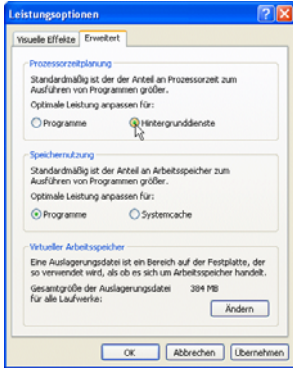 Leistungsoptionen
Visuelle Effekte
Erweitert
Prozessorzeitplanung
Standardmäßig ist der der Anteil an Prozessorzeit zum
Ausführen von Programmen größer.
Optimale Leistung anpassen für:
Programme
Hintergrunddienste
Speichernutzung
Standardmäßig ist der Anteil an Arbeitsspeicher zum
Ausführen von Programmen größer.
Optimale Leistung anpassen für:
Programme
Systemcache
Virtueller Arbeitsspeicher
Eine Auslagerungsdatei ist ein Bereich auf der Festplatte, der
so verwendet wird, als ob es sich um Arbeitsspeicher handelt.
Gesamtgröße der Auslagerungsdatei 384 MB
für alle Laufwerke:
Ändern
OK
Abbrechen
Übernehmen